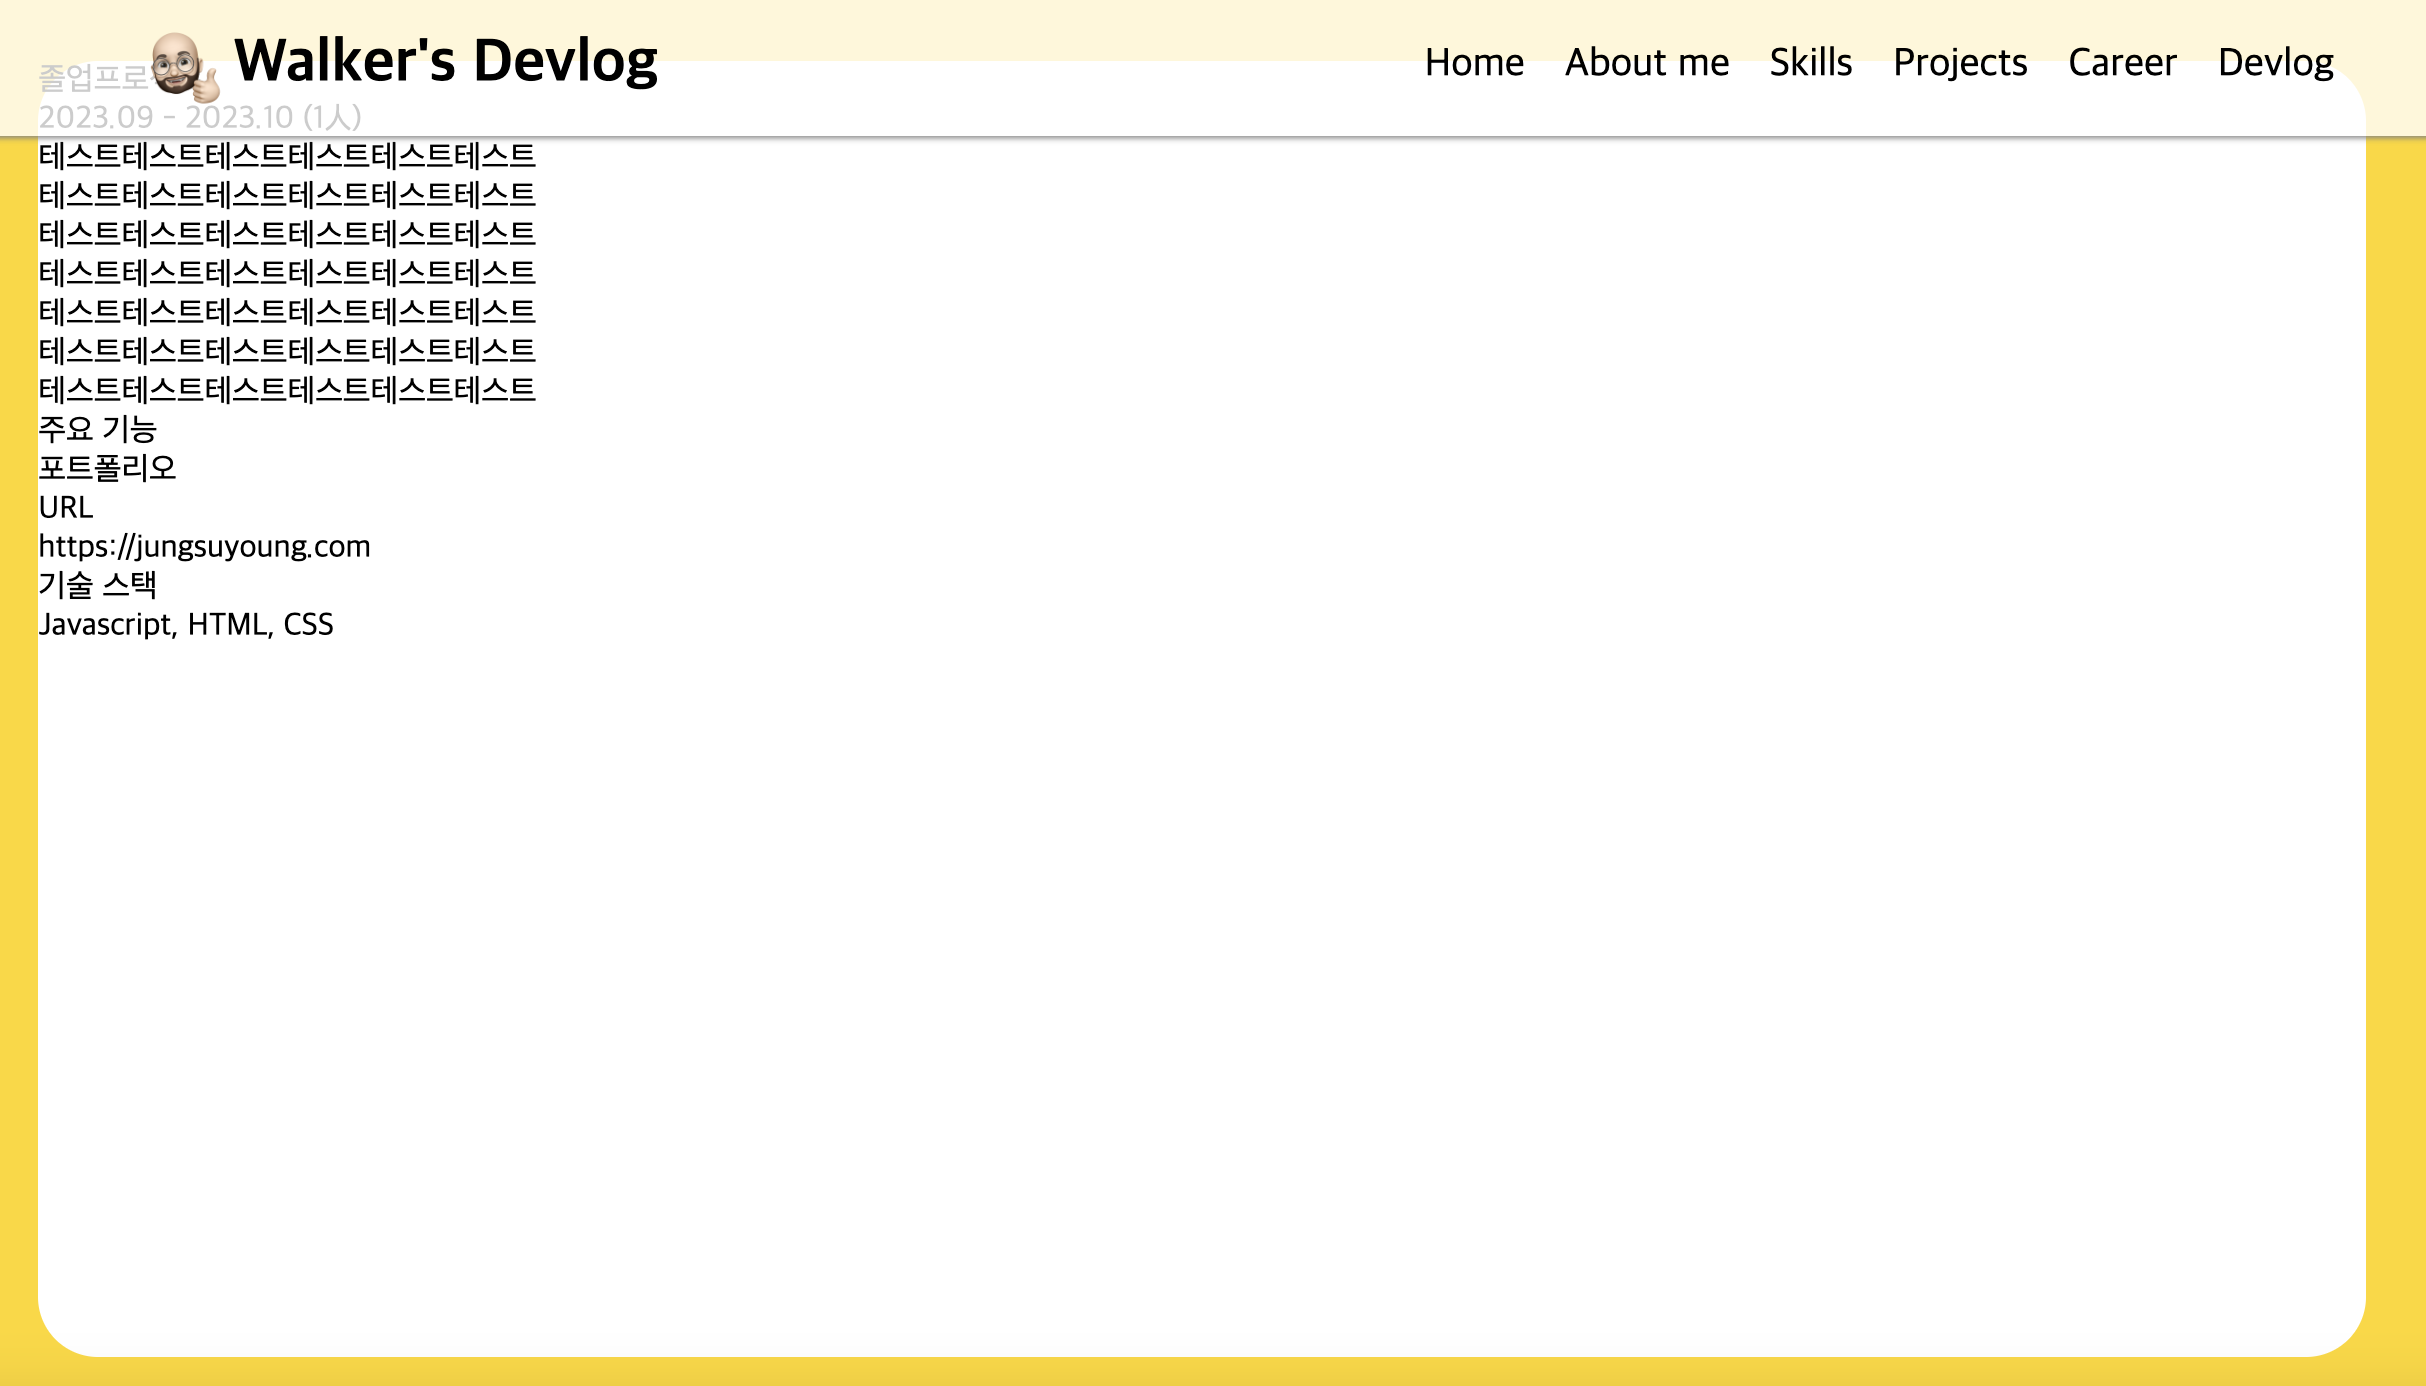 Walker's Devlog
Home About me Skills Projects Career Devlog
졸업프로
2023.09 - 2023.10 (1人)
테스트테스트테스트테스트테스트테스트
테스트테스트테스트테스트테스트테스트
테스트테스트테스트테스트테스트테스트
테스트테스트테스트테스트테스트테스트
테스트테스트테스트테스트테스트테스트
테스트테스트테스트테스트테스트테스트
테스트테스트테스트테스트테스트테스트
주요 기능
포트폴리오
URL
https://jungsuyoung.com
기술 스택
Javascript, HTML, CSS